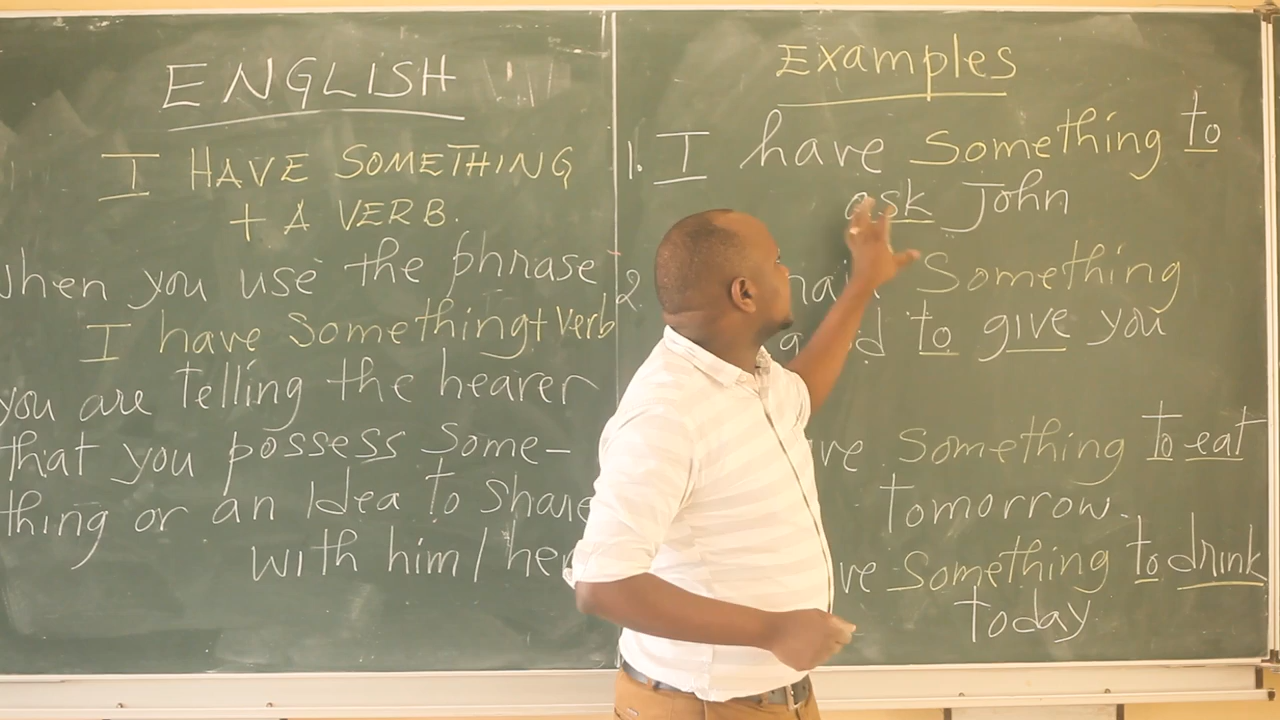 ENGLISH
I HAVE SOMETHING
+ A VERB.
When you use the phrase
I have something + Verb
you are telling the hearer
that you possess some-
thing or an Idea to share
with him / her
Examples
1. I have Something to
ask John
2. Something
to give you
Something to eat
tomorrow.
Something to drink
today